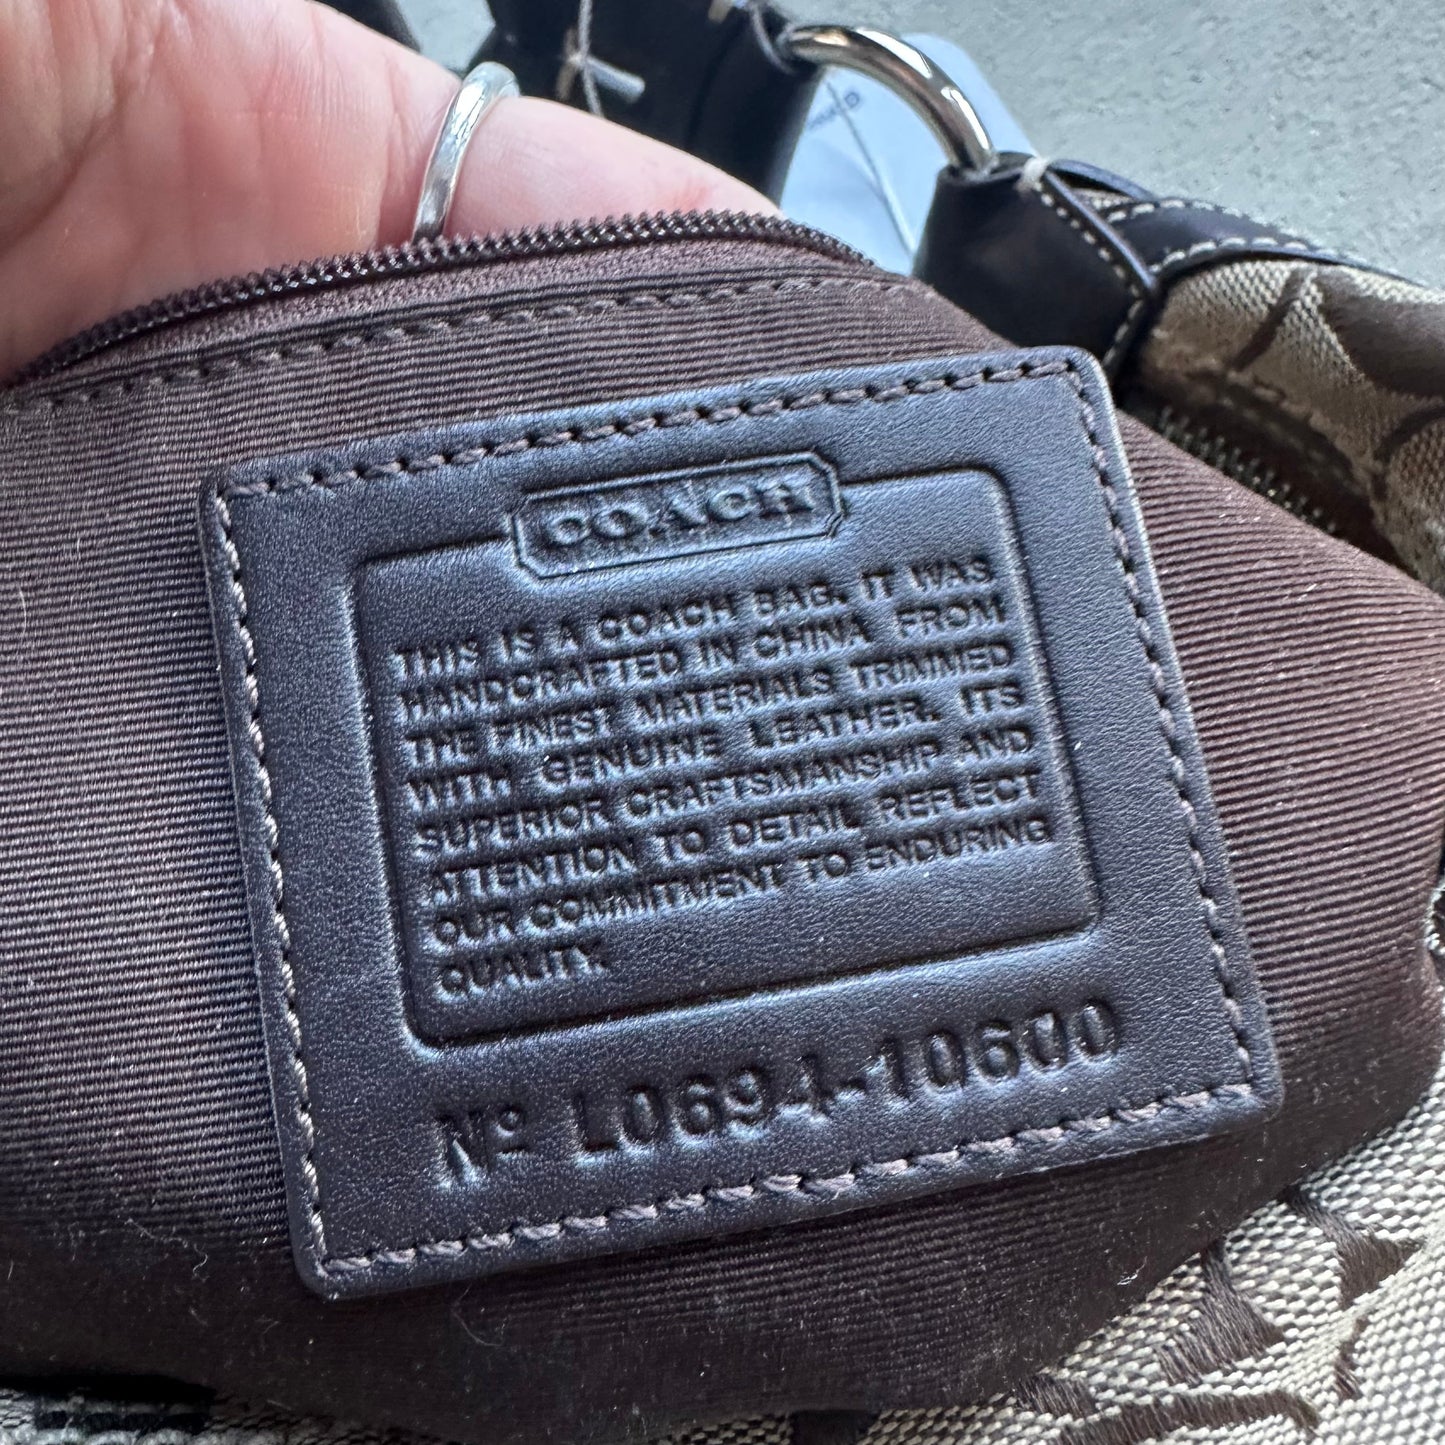 COACH
THIS IS A COACH BAG. IT WAS
HANDCRAFTED IN CHINA FROM
THE FINEST MATERIALS TRIMMED
WITH GENUINE LEATHER. ITS
SUPERIOR CRAFTSMANSHIP AND
ATTENTION TO DETAIL REFLECT
OUR COMMITMENT TO ENDURING
QUALITY.
Nº L0694-10600